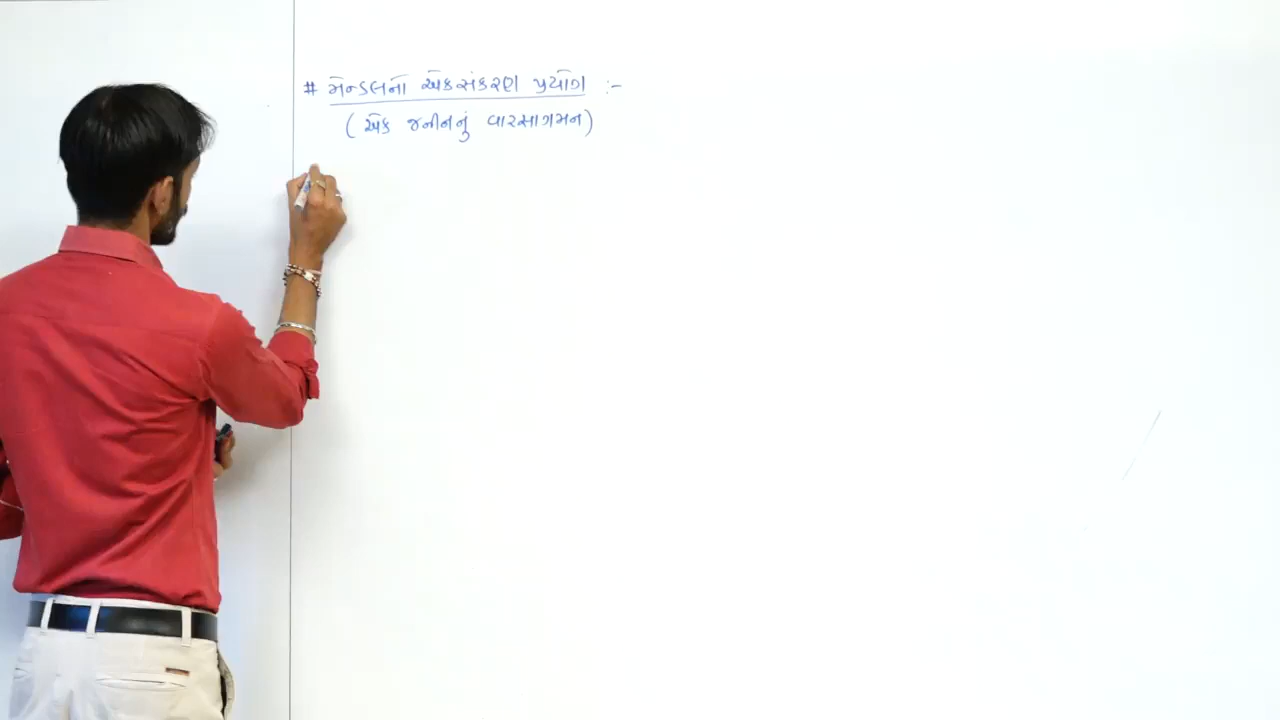 # મેન્ડલનો એકસંકરણ પ્રયોગ :-
(એક જનીનનું વારસાગમન)